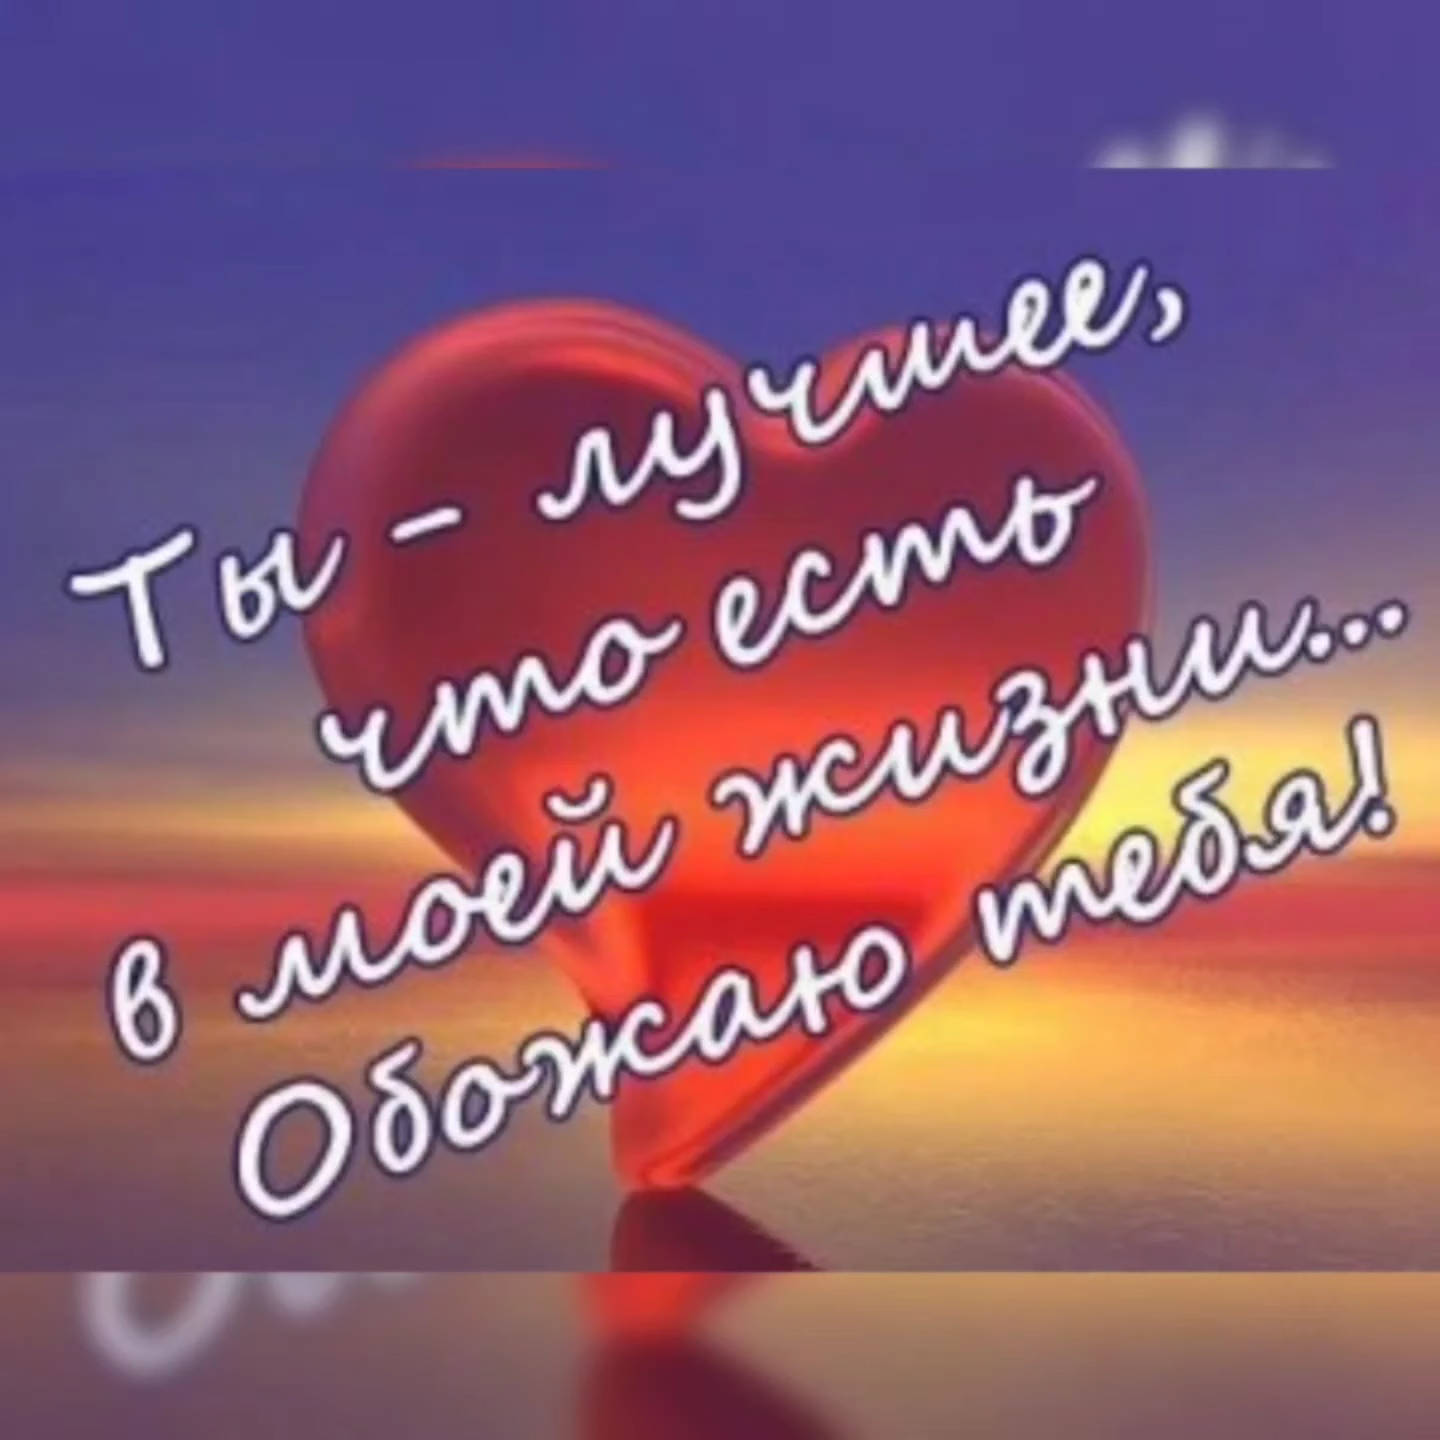 Ты - лучшее,
что есть
в моей жизни...
Обожаю тебя!